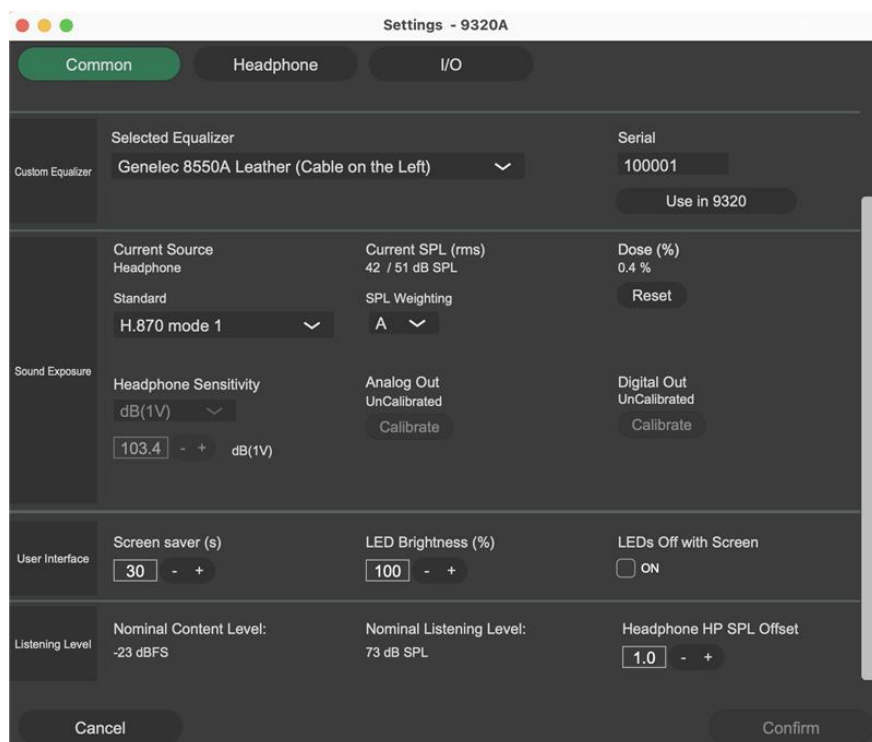 Settings - 9320A
Common
Headphone
I/O
Custom Equalizer
Selected Equalizer
Genelec 8550A Leather (Cable on the Left)
Serial
100001
Use in 9320
Sound Exposure
Current Source
Headphone
Current SPL (rms)
42 / 51 dB SPL
Dose (%)
0.4 %
Reset
Standard
H.870 mode 1
SPL Weighting
A
Headphone Sensitivity
dB(1V)
103.4 - + dB(1V)
Analog Out
UnCalibrated
Calibrate
Digital Out
UnCalibrated
Calibrate
User Interface
Screen saver (s)
30 - +
LED Brightness (%)
100 - +
LEDs Off with Screen
ON
Listening Level
Nominal Content Level:
-23 dBFS
Nominal Listening Level:
73 dB SPL
Headphone HP SPL Offset
1.0 - +
Cancel
Confirm